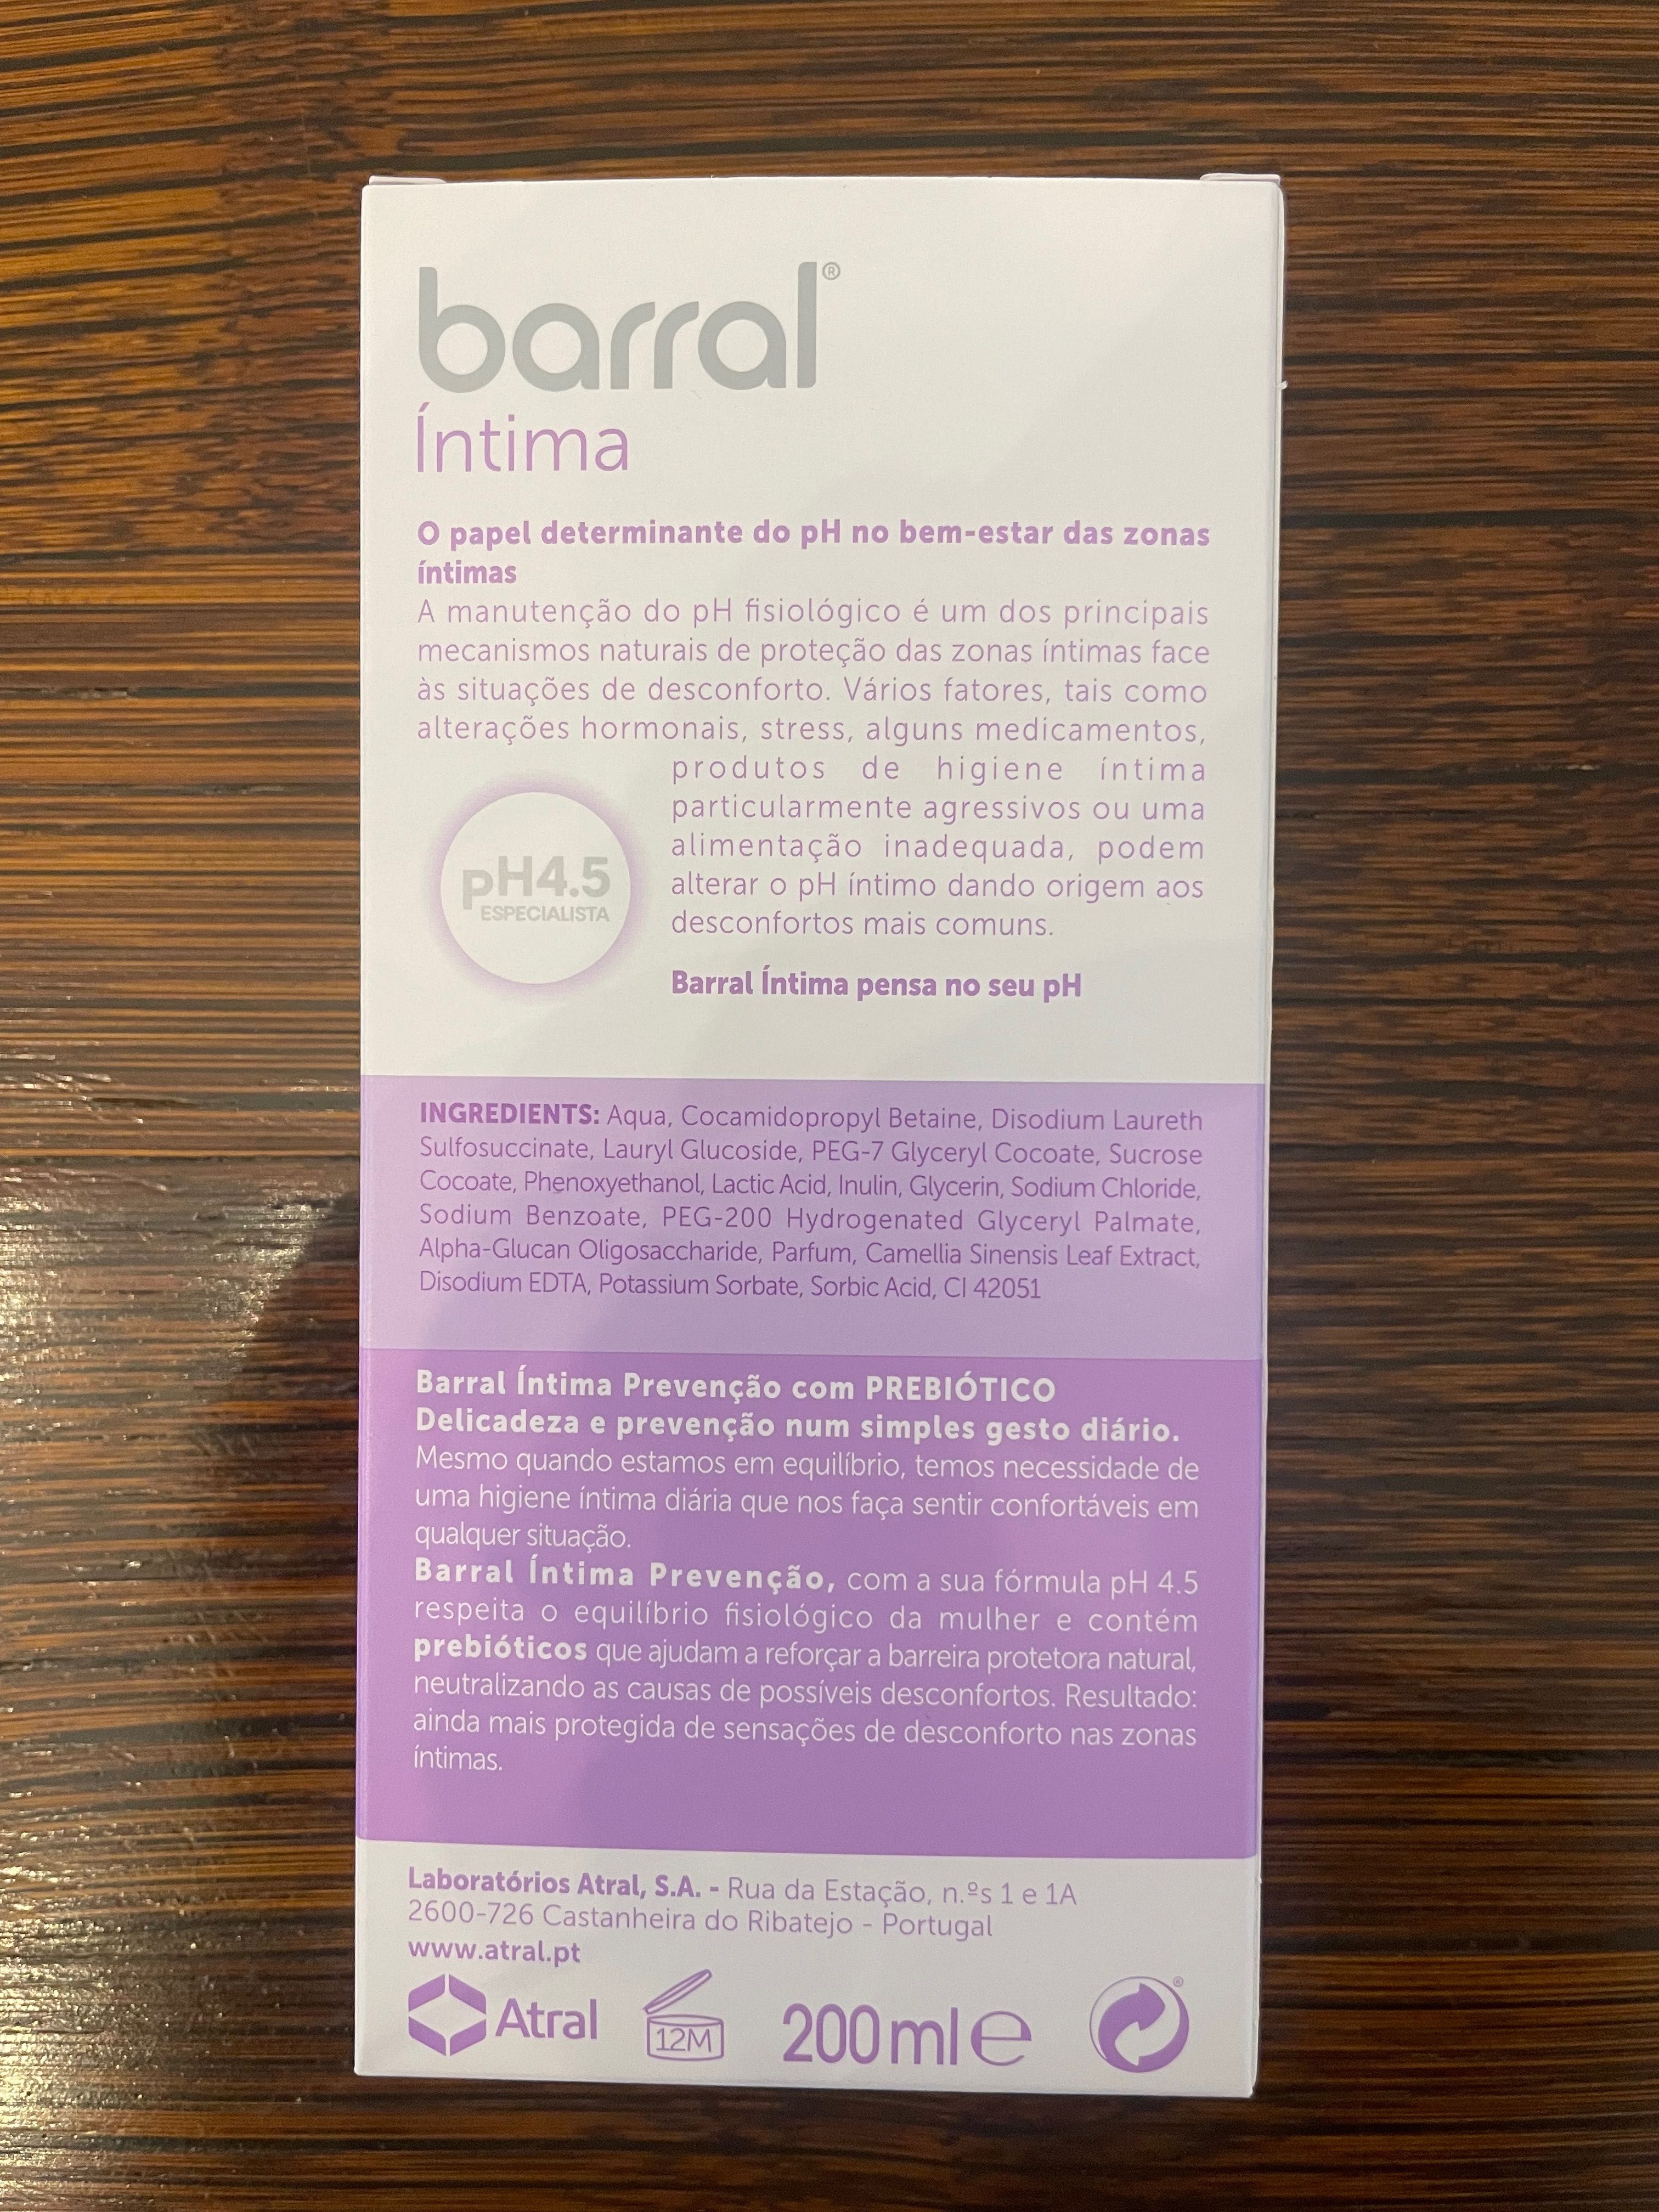 barral®
Íntima
O papel determinante do pH no bem-estar das zonas
íntimas
A manutenção do pH fisiológico é um dos principais
mecanismos naturais de proteção das zonas íntimas face
às situações de desconforto. Vários fatores, tais como
alterações hormonais, stress, alguns medicamentos,
produtos de higiene íntima
particularmente agressivos ou uma
alimentação inadequada, podem
alterar o pH íntimo dando origem aos
desconfortos mais comuns.
pH4.5
ESPECIALISTA
Barral Íntima pensa no seu pH
INGREDIENTS: Aqua, Cocamidopropyl Betaine, Disodium Laureth
Sulfosuccinate, Lauryl Glucoside, PEG-7 Glyceryl Cocoate, Sucrose
Cocoate, Phenoxyethanol, Lactic Acid, Inulin, Glycerin, Sodium Chloride,
Sodium Benzoate, PEG-200 Hydrogenated Glyceryl Palmate,
Alpha-Glucan Oligosaccharide, Parfum, Camellia Sinensis Leaf Extract,
Disodium EDTA, Potassium Sorbate, Sorbic Acid, CI 42051
Barral Íntima Prevenção com PREBIÓTICO
Delicadeza e prevenção num simples gesto diário.
Mesmo quando estamos em equilíbrio, temos necessidade de
uma higiene íntima diária que nos faça sentir confortáveis em
qualquer situação.
Barral Íntima Prevenção, com a sua fórmula pH 4.5
respeita o equilíbrio fisiológico da mulher e contém
prebióticos que ajudam a reforçar a barreira protetora natural,
neutralizando as causas de possíveis desconfortos. Resultado:
ainda mais protegida de sensações de desconforto nas zonas
íntimas.
Laboratórios Atral, S.A. - Rua da Estação, n.ºs 1 e 1A
2600-726 Castanheira do Ribatejo - Portugal
www.atral.pt
Atral 12M 200ml e ®